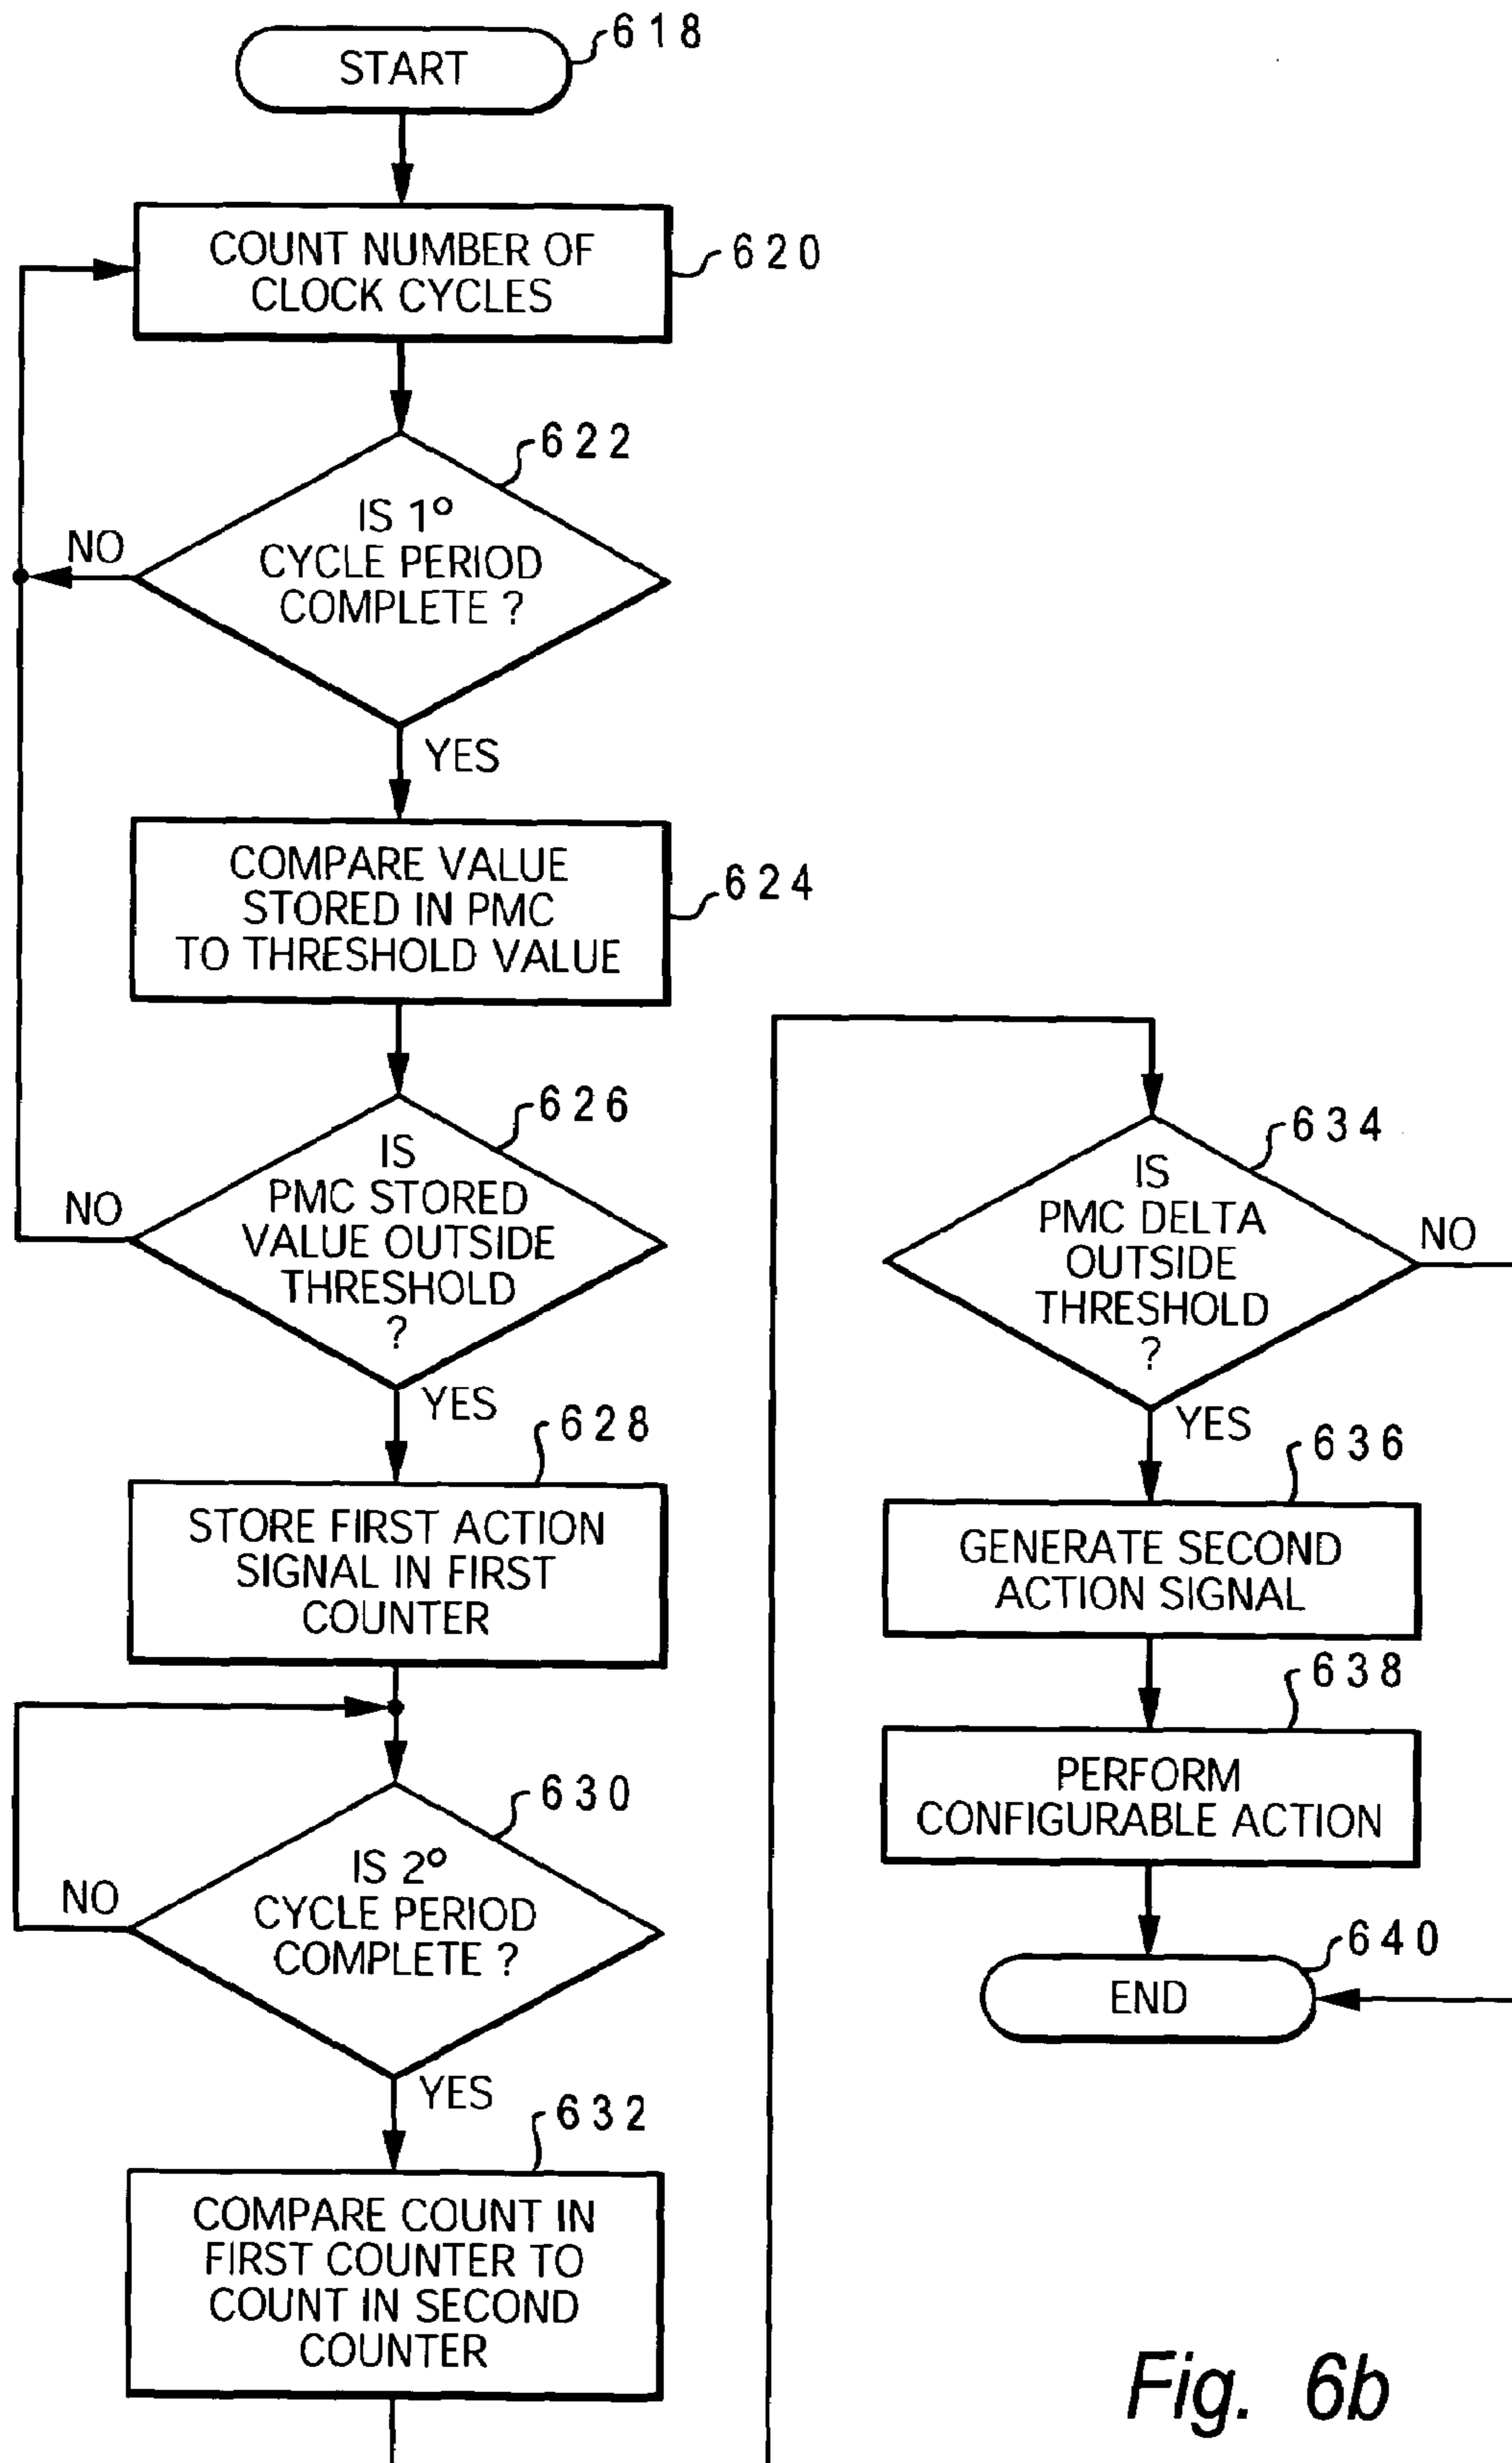 START
618
COUNT NUMBER OF
CLOCK CYCLES
620
622
IS 1°
CYCLE PERIOD
COMPLETE ?
NO
YES
COMPARE VALUE
STORED IN PMC
TO THRESHOLD VALUE
624
626
IS
PMC STORED
VALUE OUTSIDE
THRESHOLD
?
NO
YES
628
STORE FIRST ACTION
SIGNAL IN FIRST
COUNTER
630
IS 2°
CYCLE PERIOD
COMPLETE ?
NO
YES
632
COMPARE COUNT IN
FIRST COUNTER TO
COUNT IN SECOND
COUNTER
634
IS
PMC DELTA
OUTSIDE
THRESHOLD
?
NO
YES
636
GENERATE SECOND
ACTION SIGNAL
638
PERFORM
CONFIGURABLE ACTION
640
END
Fig. 6b